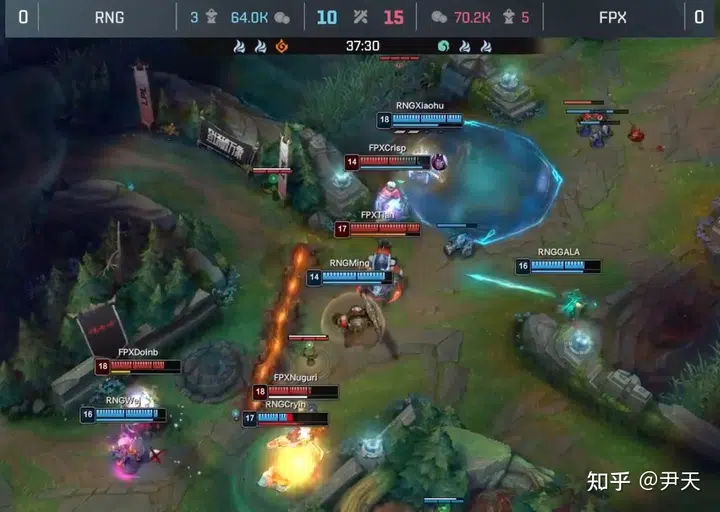 0 RNG 3 64.0K 10 15 70.2K 5 FPX 0
37:30
RNGXiaohu
18
FPXCrisp
14
FPXTian
17
RNGMing
14
RNGGALA
16
FPXDoinb
18
FPXNuguri
18
RNGWei
16
RNGCryin
17
LPL
知乎 @尹天